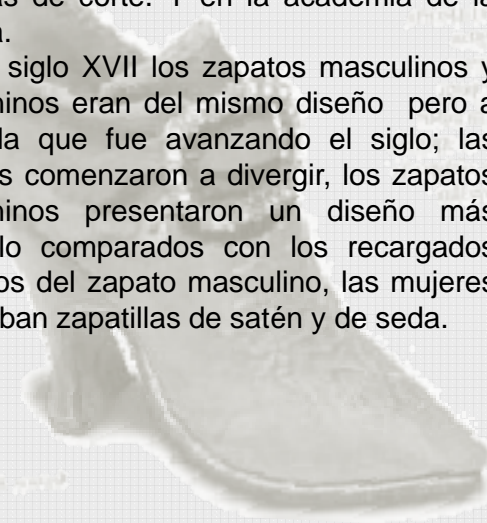 as de corte. Y en la academia de la
a.
siglo XVII los zapatos masculinos y
ninos eran del mismo diseño pero a
da que fue avanzando el siglo; las
s comenzaron a divergir, los zapatos
ninos presentaron un diseño más
lo comparados con los recargados
os del zapato masculino, las mujeres
ban zapatillas de satén y de seda.